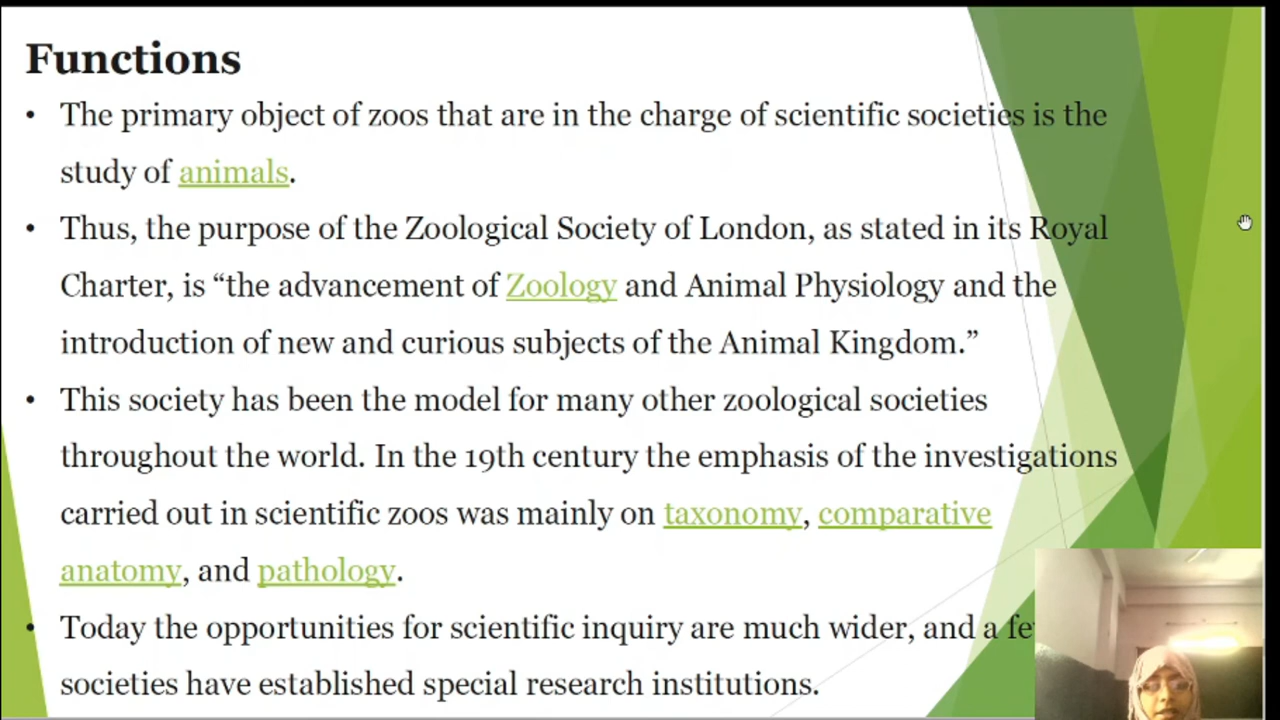 Functions
• The primary object of zoos that are in the charge of scientific societies is the
study of animals.
• Thus, the purpose of the Zoological Society of London, as stated in its Royal
Charter, is “the advancement of Zoology and Animal Physiology and the
introduction of new and curious subjects of the Animal Kingdom.”
• This society has been the model for many other zoological societies
throughout the world. In the 19th century the emphasis of the investigations
carried out in scientific zoos was mainly on taxonomy, comparative
anatomy, and pathology.
• Today the opportunities for scientific inquiry are much wider, and a
societies have established special research institutions.